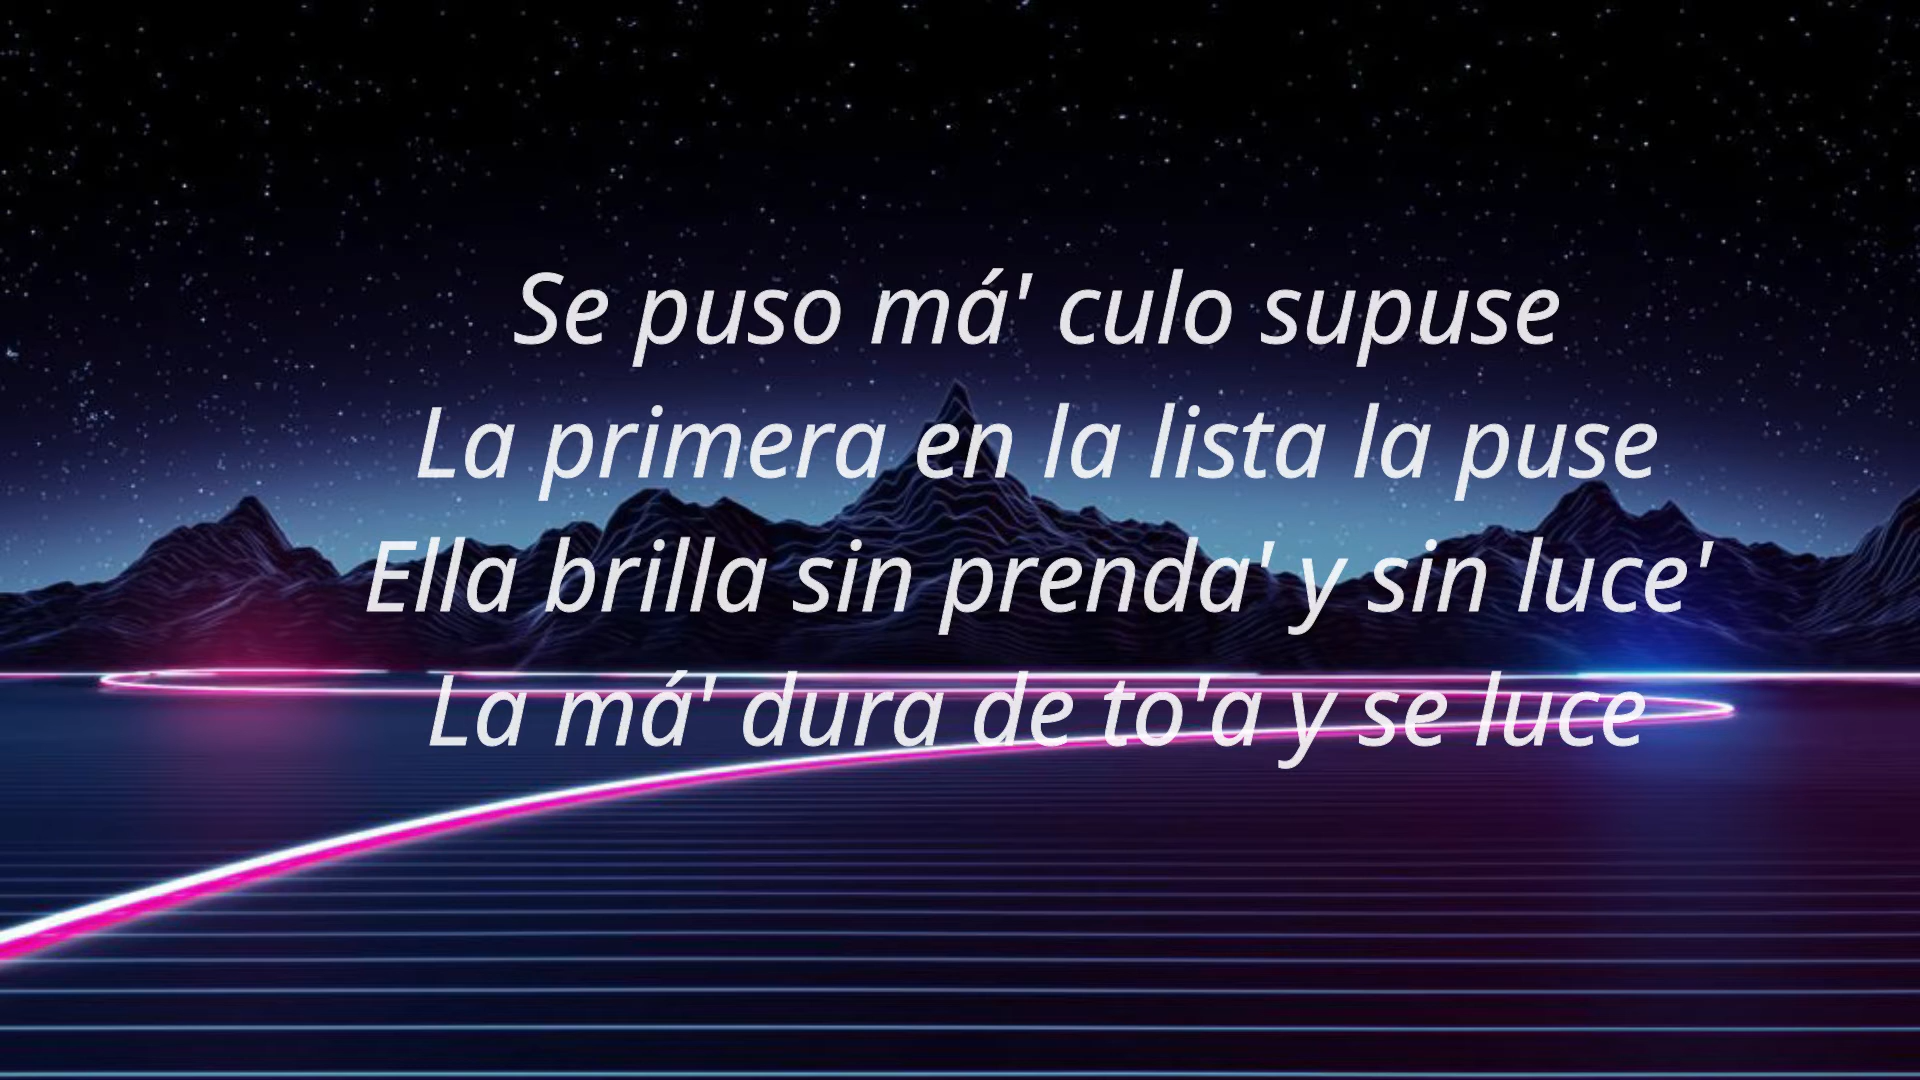 Se puso má' culo supuse
La primera en la lista la puse
Ella brilla sin prenda' y sin luce'
La má' dura de to'a y se luce